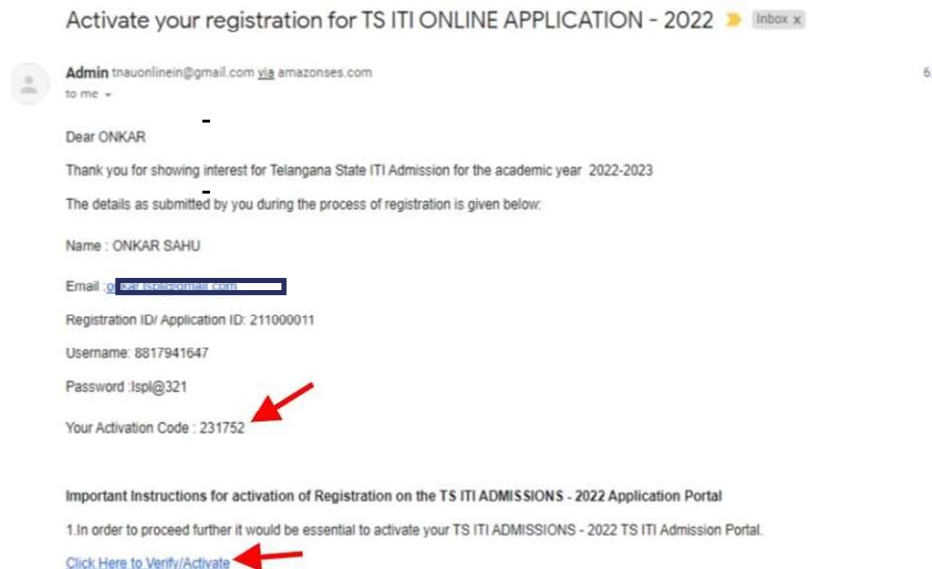 Activate your registration for TS ITI ONLINE APPLICATION - 2022 Inbox x
Admin tnauonlinein@gmail.com via amazonses.com 6
to me
Dear ONKAR
Thank you for showing interest for Telangana State ITI Admission for the academic year 2022-2023
The details as submitted by you during the process of registration is given below:
Name : ONKAR SAHU
Email :
Registration ID/ Application ID: 211000011
Username: 8817941647
Password :lspl@321
Your Activation Code : 231752
Important Instructions for activation of Registration on the TS ITI ADMISSIONS - 2022 Application Portal
1.In order to proceed further it would be essential to activate your TS ITI ADMISSIONS - 2022 TS ITI Admission Portal.
Click Here to Verify/Activate